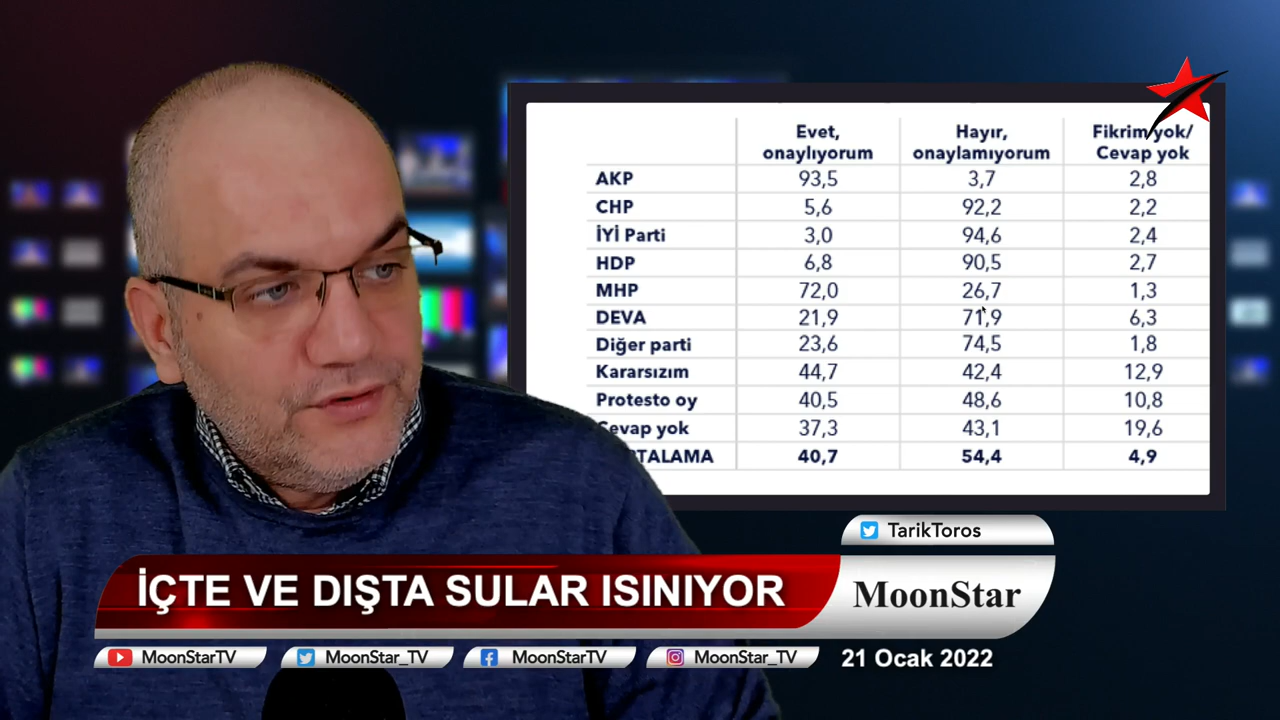 Evet, onaylıyorum Hayır, onaylamıyorum Fikrim yok/ Cevap yok
AKP 93,5 3,7 2,8
CHP 5,6 92,2 2,2
İYİ Parti 3,0 94,6 2,4
HDP 6,8 90,5 2,7
MHP 72,0 26,7 1,3
DEVA 21,9 71,9 6,3
Diğer parti 23,6 74,5 1,8
Kararsızım 44,7 42,4 12,9
Protesto oy 40,5 48,6 10,8
Cevap yok 37,3 43,1 19,6
TALAMA 40,7 54,4 4,9
TarikToros
İÇTE VE DIŞTA SULAR ISINIYOR
MoonStar
MoonStarTV MoonStar_TV MoonStarTV MoonStar_TV
21 Ocak 2022